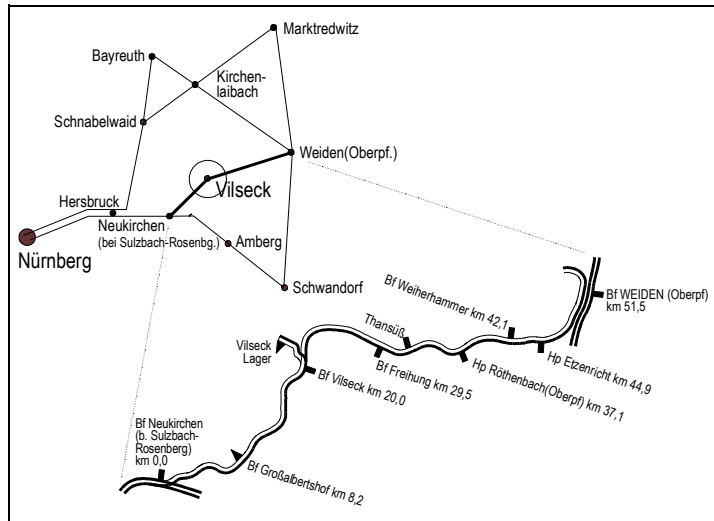 Marktredwitz
Bayreuth
Kirchen-
laibach
Schnabelwaid
Weiden(Oberpf.)
Vilseck
Hersbruck
Neukirchen
(bei Sulzbach-Rosenbg.)
Amberg
Nürnberg
Schwandorf
Bf WEIDEN (Oberpf)
km 51,5
Bf Weiherhammer km 42,1
Thansüß
Vilseck
Lager
Hp Etzenricht km 44,9
Hp Röthenbach(Oberpf) km 37,1
Bf Freihung km 29,5
Bf Vilseck km 20,0
Bf Neukirchen
(b. Sulzbach-
Rosenberg)
km 0,0
Bf Großalbertshof km 8,2